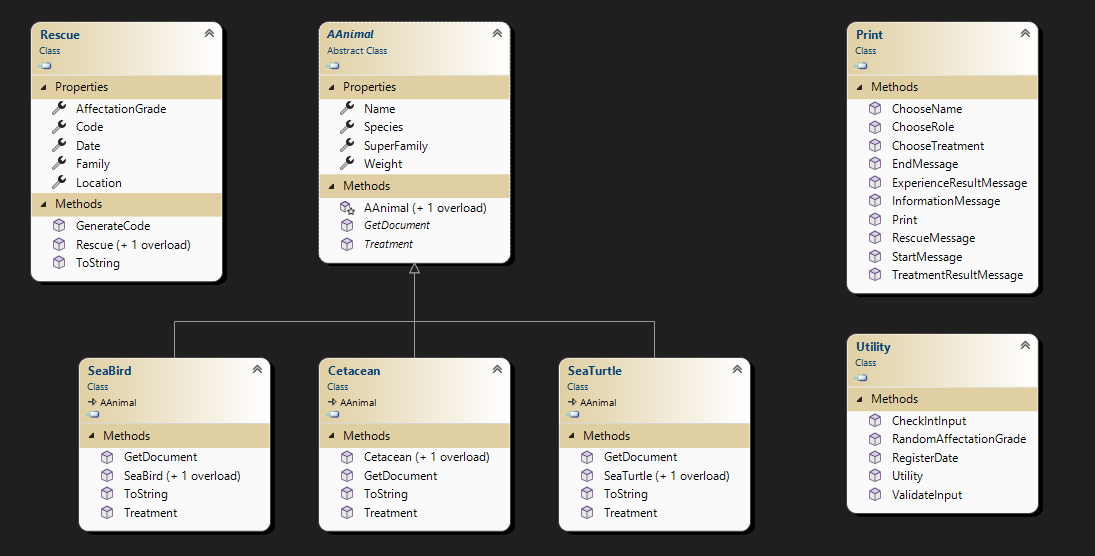 Rescue
Class
Properties
AffectationGrade
Code
Date
Family
Location
Methods
GenerateCode
Rescue (+ 1 overload)
ToString
AAnimal
Abstract Class
Properties
Name
Species
SuperFamily
Weight
Methods
AAnimal (+ 1 overload)
GetDocument
Treatment
Print
Class
Methods
ChooseName
ChooseRole
ChooseTreatment
EndMessage
ExperienceResultMessage
InformationMessage
Print
RescueMessage
StartMessage
TreatmentResultMessage
SeaBird
Class
AAnimal
Methods
GetDocument
SeaBird (+ 1 overload)
ToString
Treatment
Cetacean
Class
AAnimal
Methods
Cetacean (+ 1 overload)
GetDocument
ToString
Treatment
SeaTurtle
Class
AAnimal
Methods
GetDocument
SeaTurtle (+ 1 overload)
ToString
Treatment
Utility
Class
Methods
CheckIntInput
RandomAffectationGrade
RegisterDate
Utility
ValidateInput